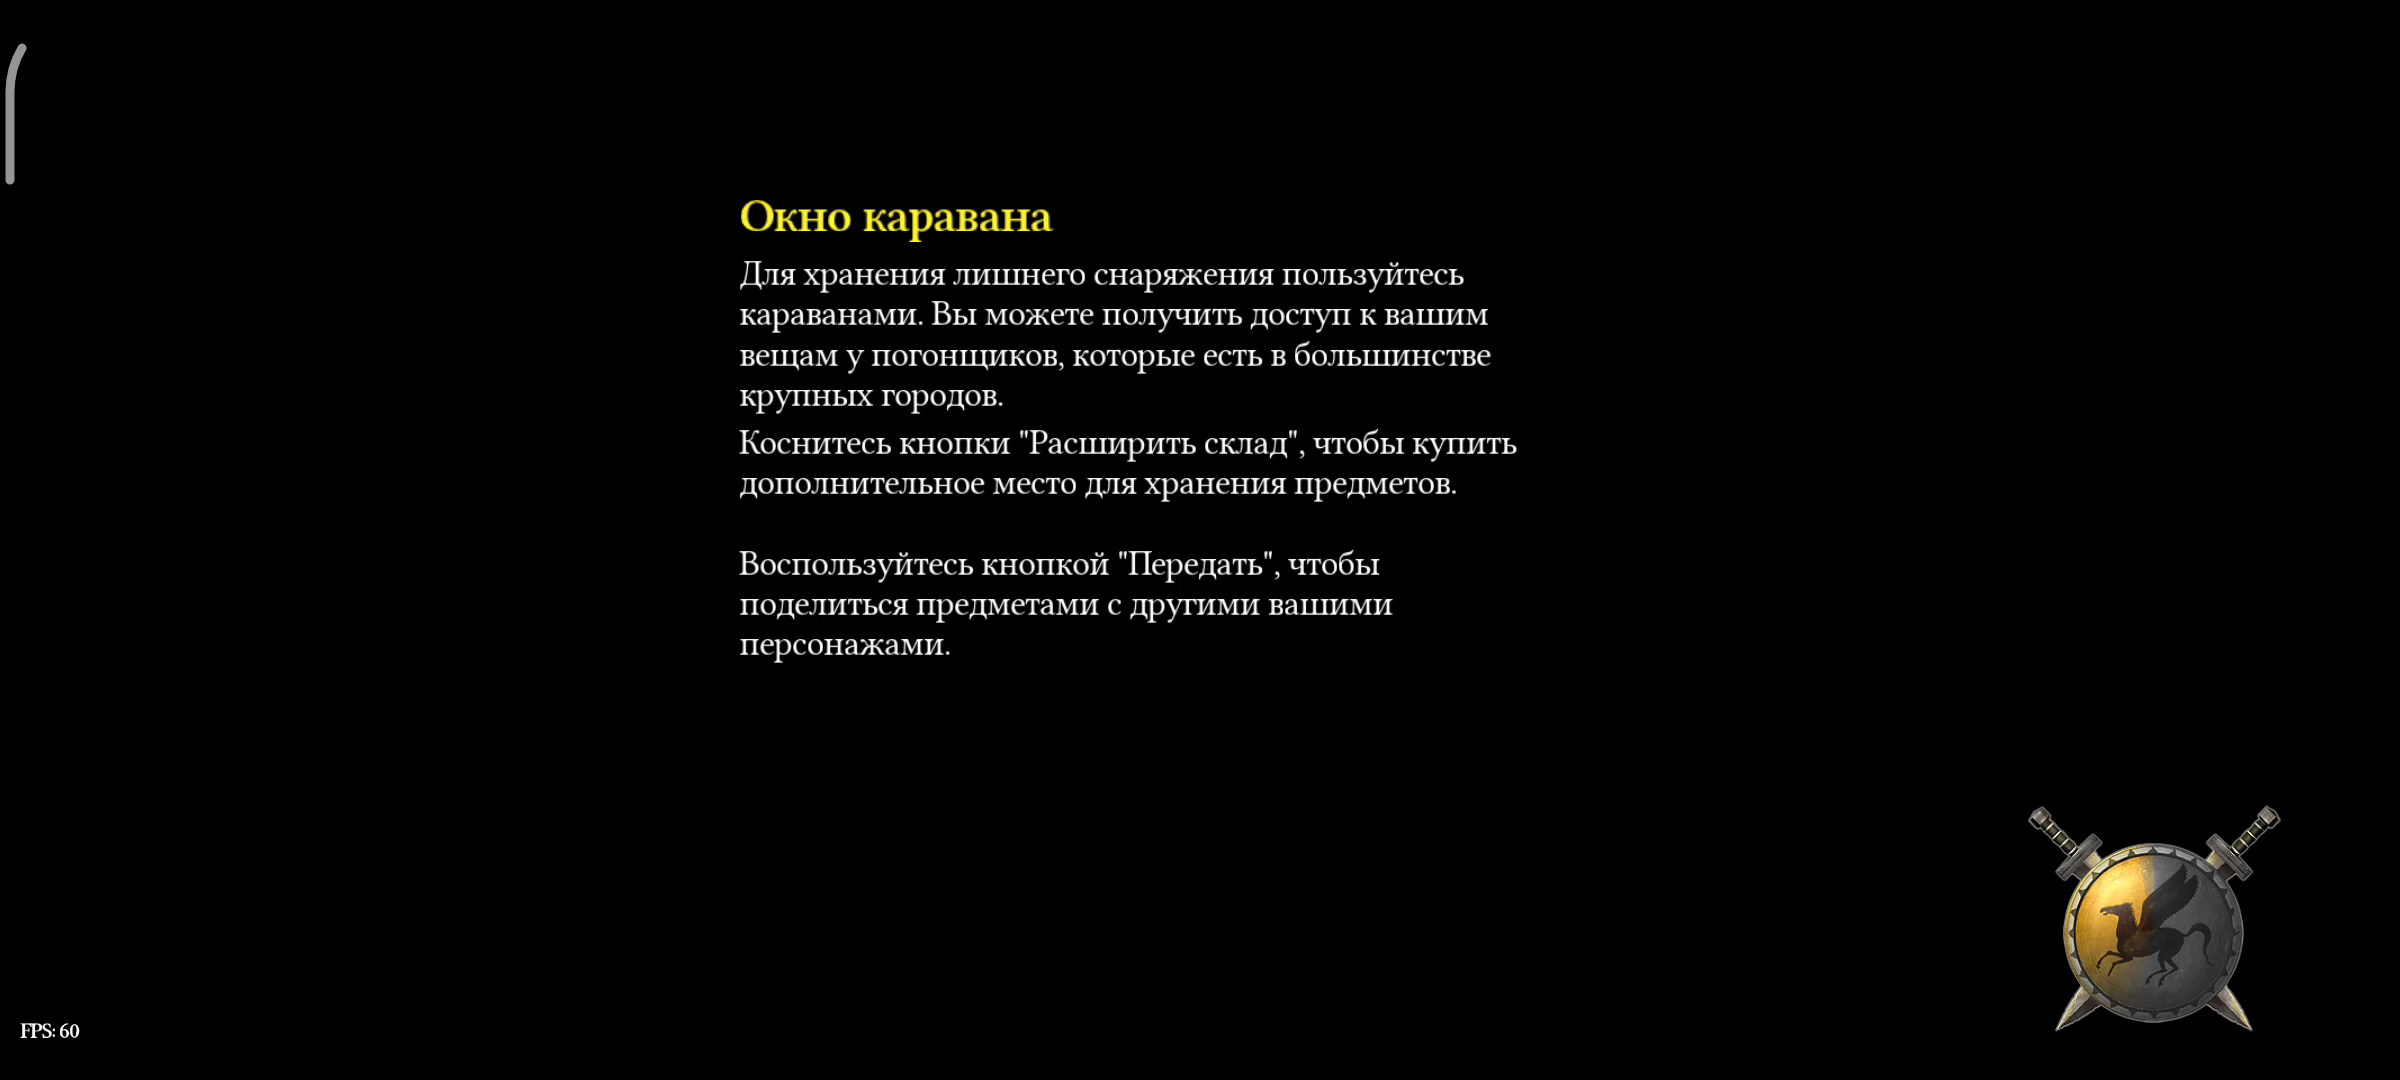 Окно каравана
Для хранения лишнего снаряжения пользуйтесь
караванами. Вы можете получить доступ к вашим
вещам у погонщиков, которые есть в большинстве
крупных городов.
Коснитесь кнопки "Расширить склад", чтобы купить
дополнительное место для хранения предметов.
Воспользуйтесь кнопкой "Передать", чтобы
поделиться предметами с другими вашими
персонажами.
FPS: 60